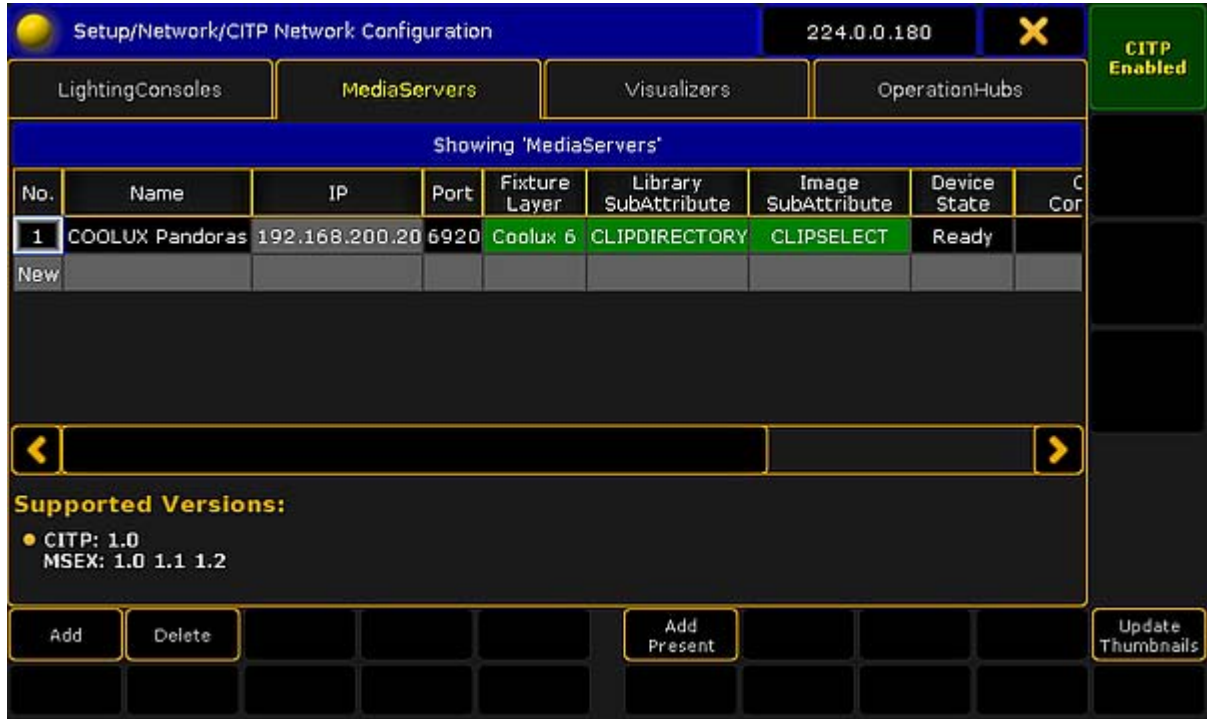 Setup/Network/CITP Network Configuration 224.0.0.180
CITP
Enabled
LightingConsoles MediaServers Visualizers OperationHubs
Showing 'MediaServers'
No. Name IP Port Fixture Layer Library SubAttribute Image SubAttribute Device State
1 COOLUX Pandoras 192.168.200.20 6920 Coolux 6 CLIPDIRECTORY CLIPSELECT Ready
New
Supported Versions:
CITP: 1.0
MSEX: 1.0 1.1 1.2
Add Delete Add Present Update Thumbnails